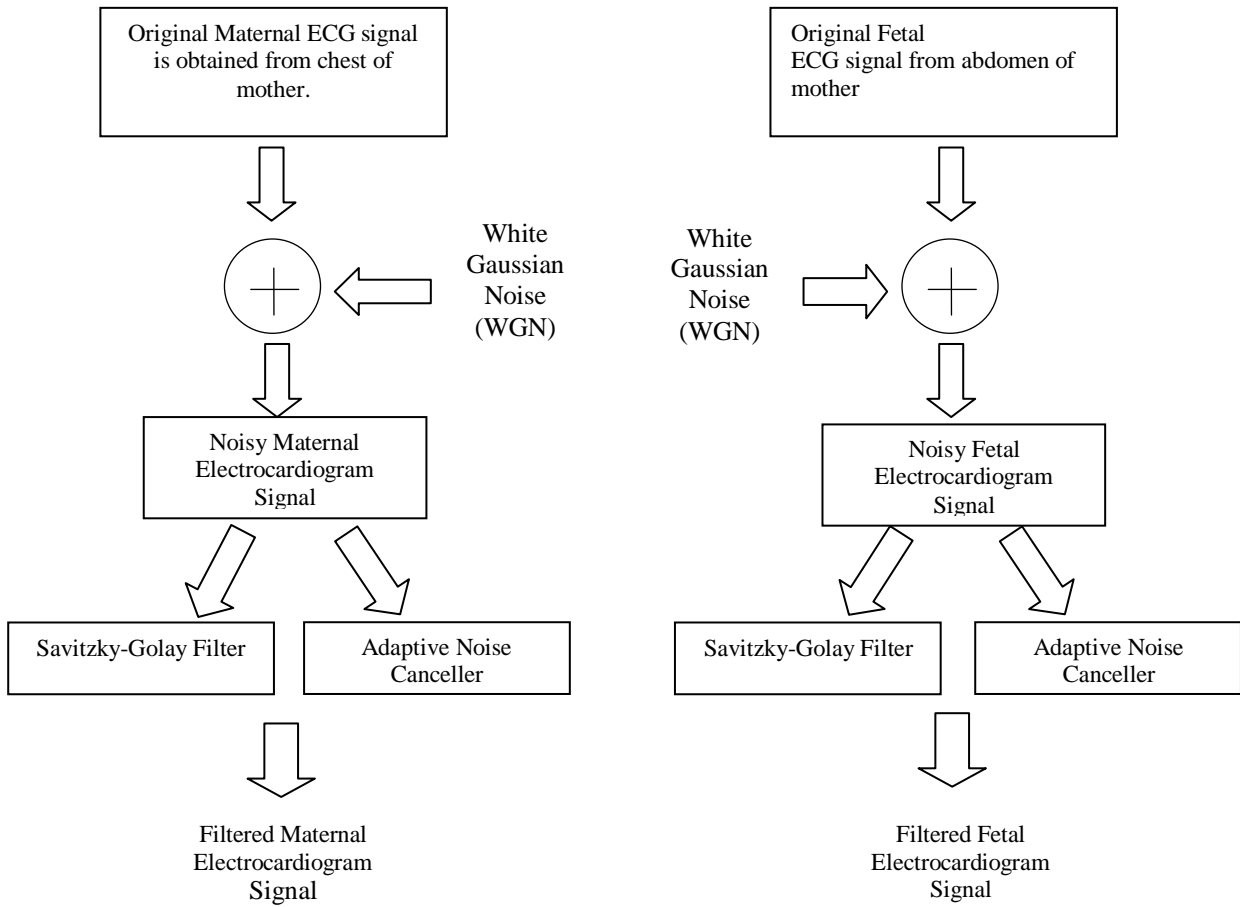 Original Maternal ECG signal
is obtained from chest of
mother.
White
Gaussian
Noise
(WGN)
Noisy Maternal
Electrocardiogram
Signal
Savitzky-Golay Filter
Adaptive Noise
Canceller
Filtered Maternal
Electrocardiogram
Signal
Original Fetal
ECG signal from abdomen of
mother
White
Gaussian
Noise
(WGN)
Noisy Fetal
Electrocardiogram
Signal
Savitzky-Golay Filter
Adaptive Noise
Canceller
Filtered Fetal
Electrocardiogram
Signal